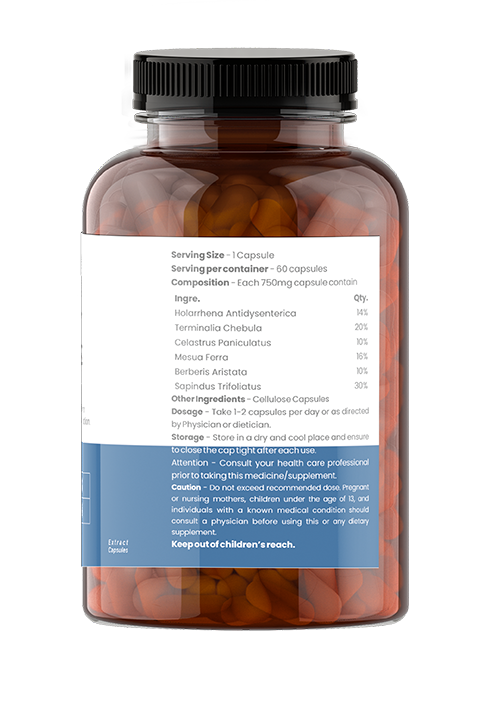 Serving Size - 1 Capsule
Serving per container - 60 capsules
Composition - Each 750mg capsule contain
Ingre. Qty.
Holarrhena Antidysenterica 14%
Terminalia Chebula 20%
Celastrus Paniculatus 10%
Mesua Ferra 16%
Berberis Aristata 10%
Sapindus Trifoliatus 30%
Other Ingredients - Cellulose Capsules
Dosage - Take 1-2 capsules per day or as directed
by Physician or dietician.
Storage - Store in a dry and cool place and ensure
to close the cap tight after each use.
Attention - Consult your health care professional
prior to taking this medicine/supplement.
Caution - Do not exceed recommended dose. Pregnant
or nursing mothers, children under the age of 13, and
individuals with a known medical condition should
consult a physician before using this or any dietary
supplement.
Keep out of children's reach.
Extract
Capsules